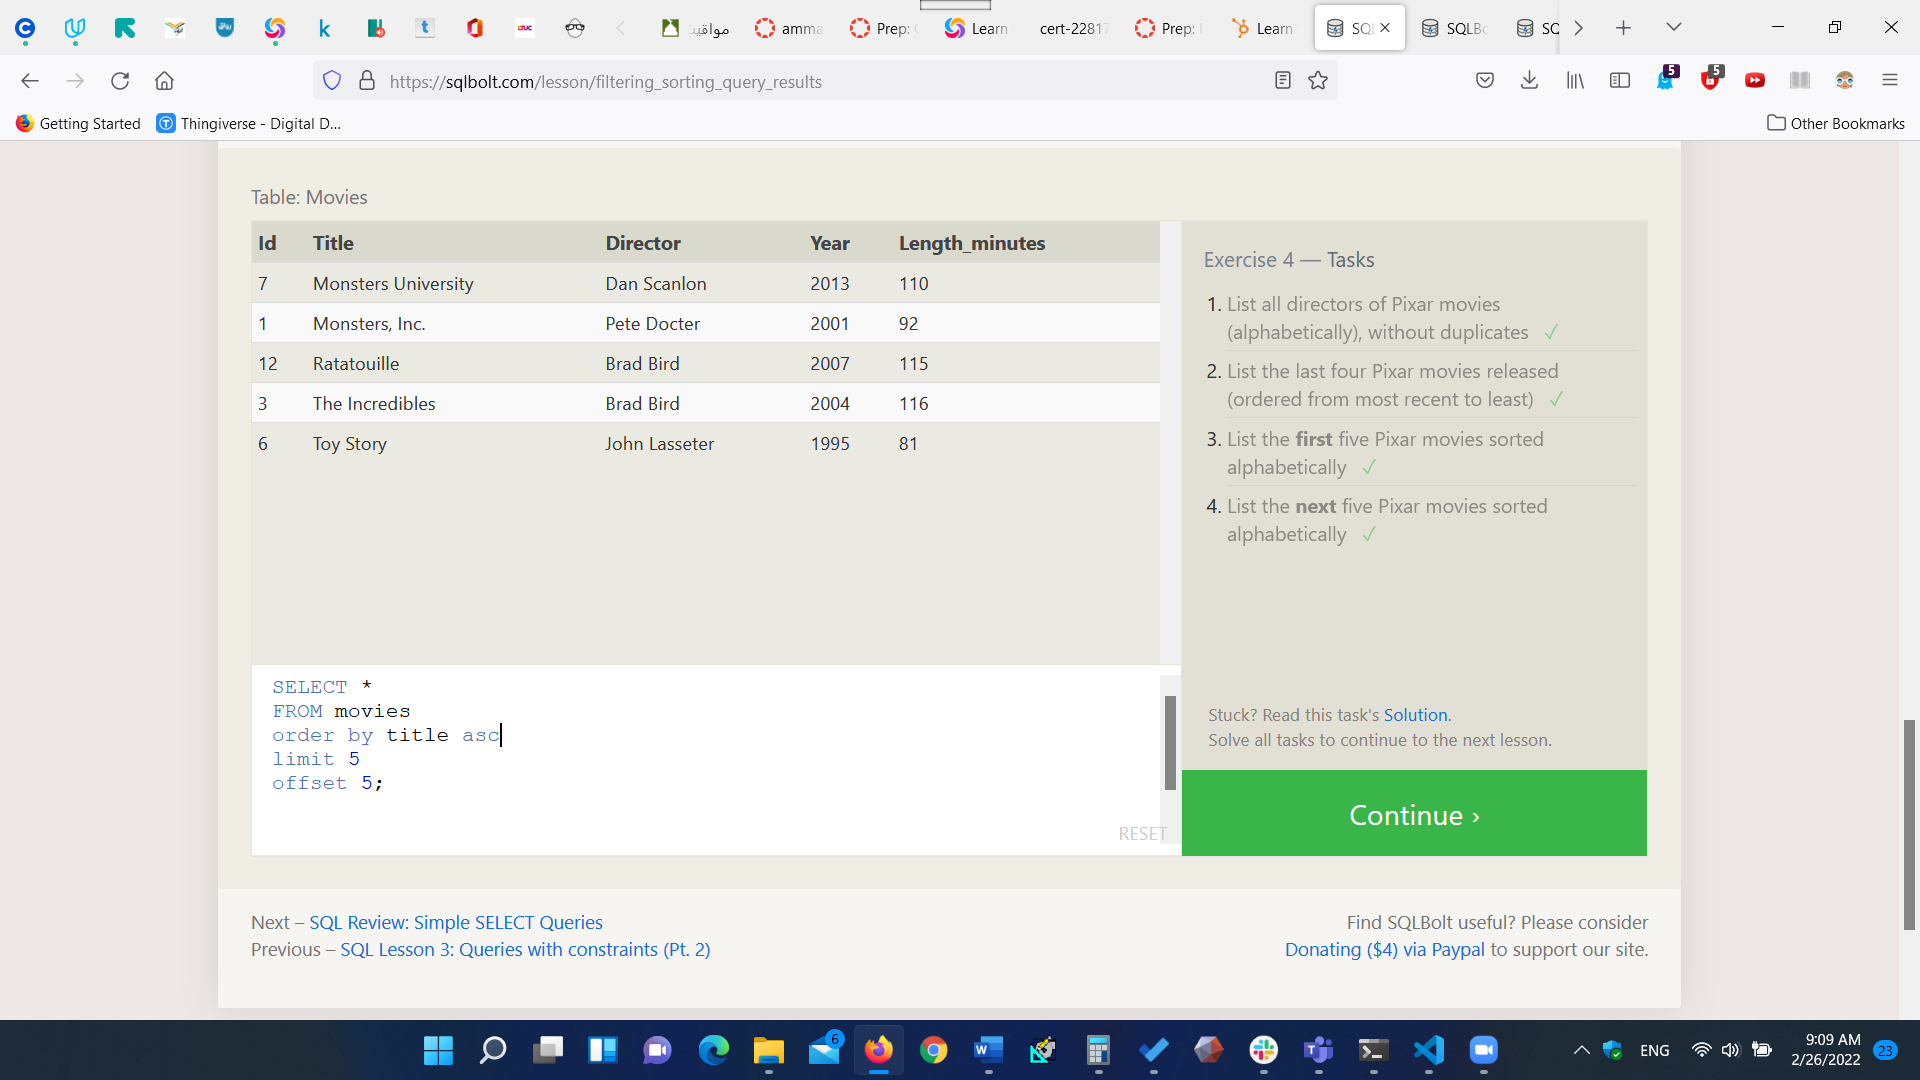 مواقيت
amma
Prep: (
Learn
cert-22817
Prep:
Learn
SQL
SQLBo
SQ
https://sqlbolt.com/lesson/filtering_sorting_query_results
5
5
Getting Started
Thingiverse - Digital D...
Other Bookmarks
Table: Movies
Id Title Director Year Length_minutes
7 Monsters University Dan Scanlon 2013 110
1 Monsters, Inc. Pete Docter 2001 92
12 Ratatouille Brad Bird 2007 115
3 The Incredibles Brad Bird 2004 116
6 Toy Story John Lasseter 1995 81
Exercise 4 — Tasks
1. List all directors of Pixar movies
(alphabetically), without duplicates ✓
2. List the last four Pixar movies released
(ordered from most recent to least) ✓
3. List the first five Pixar movies sorted
alphabetically ✓
4. List the next five Pixar movies sorted
alphabetically ✓
Stuck? Read this task's Solution.
Solve all tasks to continue to the next lesson.
Continue ›
SELECT *
FROM movies
order by title asc
limit 5
offset 5;
RESET
Next – SQL Review: Simple SELECT Queries
Previous – SQL Lesson 3: Queries with constraints (Pt. 2)
Find SQLBolt useful? Please consider
Donating ($4) via Paypal to support our site.
6
ENG
9:09 AM
2/26/2022
23